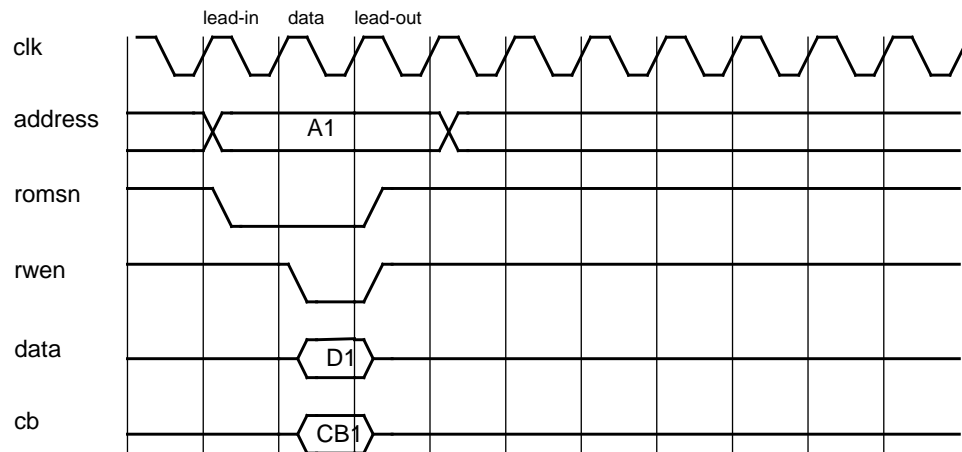 lead-in data lead-out
clk
address A1
romsn
rwen
data D1
cb CB1